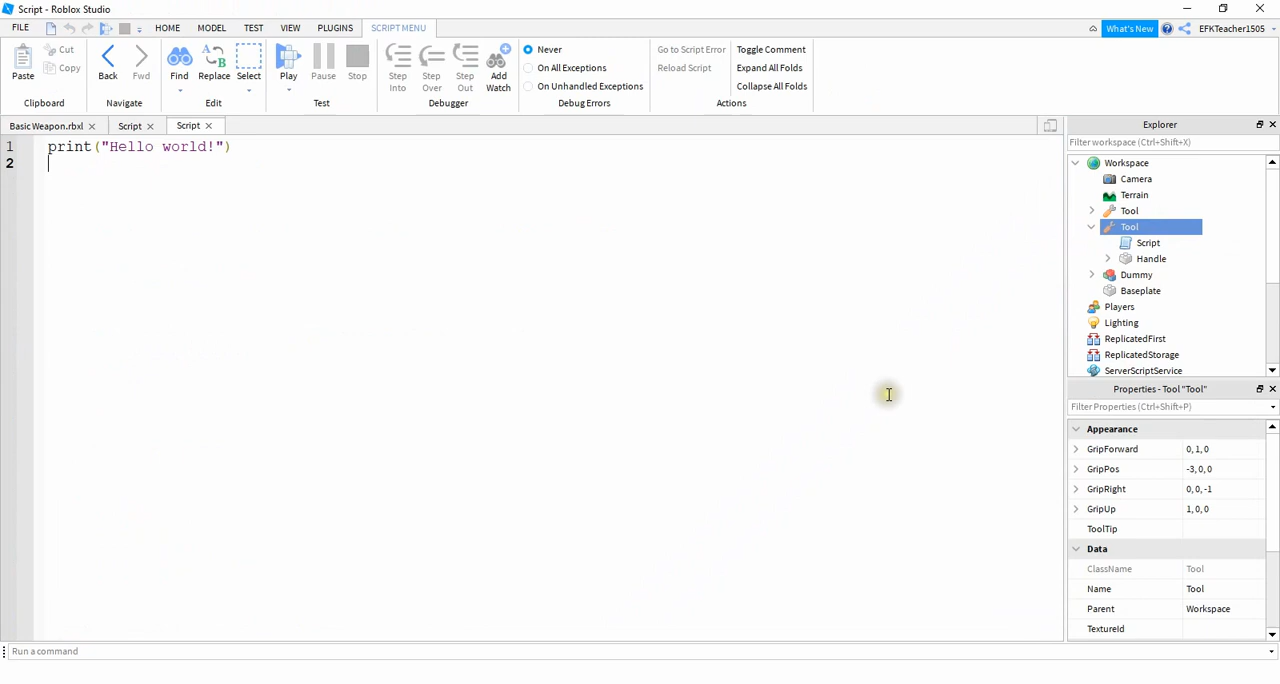 Script - Roblox Studio
FILE HOME MODEL TEST VIEW PLUGINS SCRIPT MENU What's New EFKTeacher1505
Paste Cut Copy Back Fwd Find Replace Select Play Pause Stop Step Into Step Over Step Out Add Watch Never On All Exceptions On Unhandled Exceptions Go to Script Error Reload Script Toggle Comment Expand All Folds Collapse All Folds
Clipboard Navigate Edit Test Debugger Debug Errors Actions
Basic Weapon.rbxl Script Script
1 print("Hello world!")
2
Explorer
Filter workspace (Ctrl+Shift+X)
Workspace
Camera
Terrain
Tool
Tool
Script
Handle
Dummy
Baseplate
Players
Lighting
ReplicatedFirst
ReplicatedStorage
ServerScriptService
Properties - Tool "Tool"
Filter Properties (Ctrl+Shift+P)
Appearance
GripForward 0, 1, 0
GripPos -3, 0, 0
GripRight 0, 0, -1
GripUp 1, 0, 0
ToolTip
Data
ClassName Tool
Name Tool
Parent Workspace
TextureId
Run a command